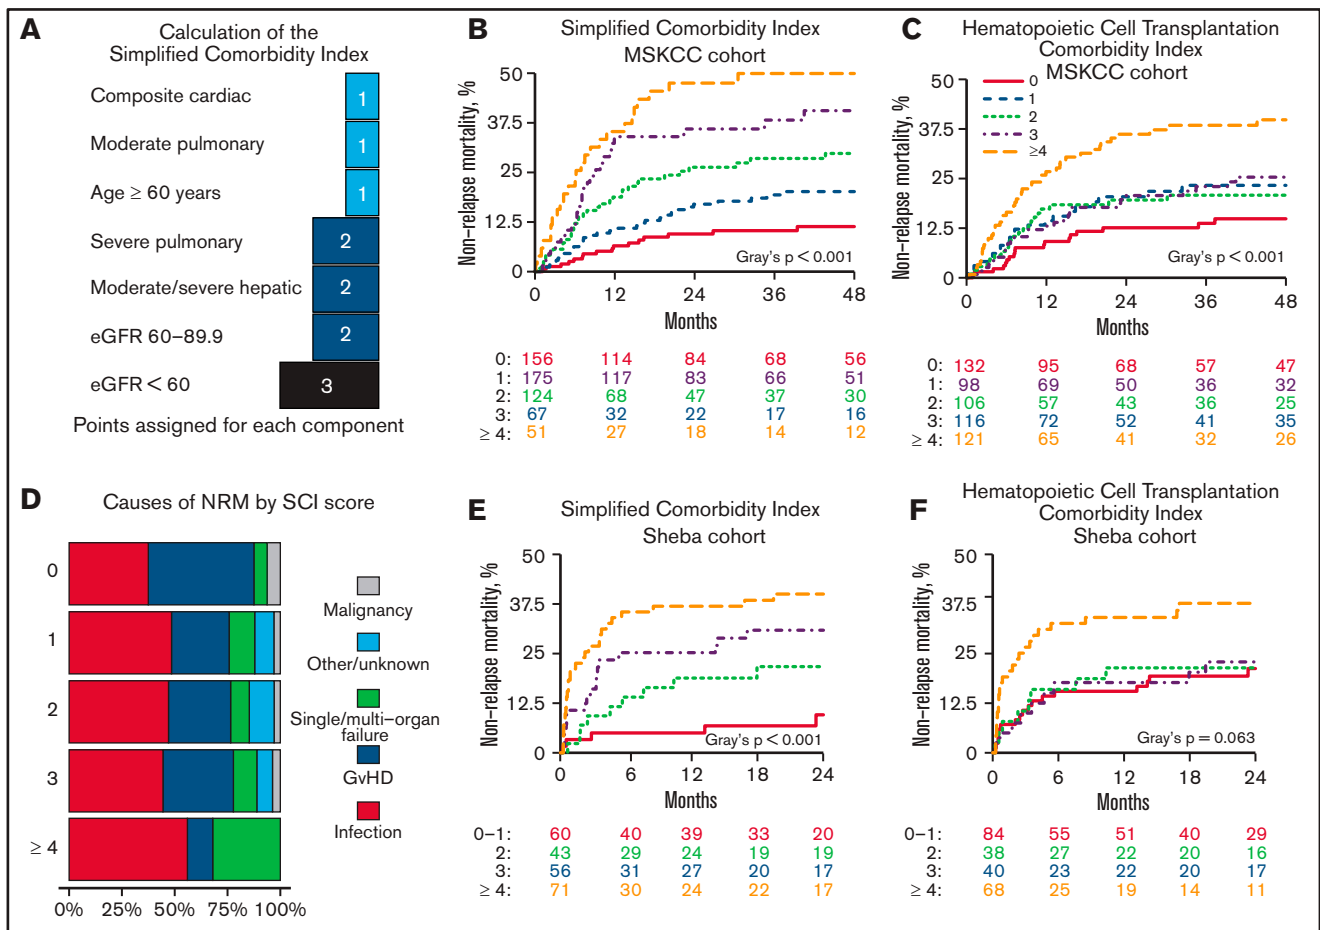 A
Calculation of the
Simplified Comorbidity Index
Composite cardiac 1
Moderate pulmonary 1
Age ≥ 60 years 1
Severe pulmonary 2
Moderate/severe hepatic 2
eGFR 60–89.9 2
eGFR < 60 3
Points assigned for each component
B
Simplified Comorbidity Index
MSKCC cohort
Non–relapse mortality, %
50
37.5
25
12.5
0
Gray's p < 0.001
0 12 24 36 48
Months
0: 156 114 84 68 56
1: 175 117 83 66 51
2: 124 68 47 37 30
3: 67 32 22 17 16
≥ 4: 51 27 18 14 12
C
Hematopoietic Cell Transplantation
Comorbidity Index
MSKCC cohort
Non–relapse mortality, %
50
37.5
25
12.5
0
0
1
2
3
≥4
Gray's p < 0.001
0 12 24 36 48
Months
0: 132 95 68 57 47
1: 98 69 50 36 32
2: 106 57 43 36 25
3: 116 72 52 41 35
≥ 4: 121 65 41 32 26
D
Causes of NRM by SCI score
0
1
2
3
≥ 4
0% 25% 50% 75% 100%
Malignancy
Other/unknown
Single/multi–organ
failure
GvHD
Infection
E
Simplified Comorbidity Index
Sheba cohort
Non–relapse mortality, %
50
37.5
25
12.5
0
Gray's p < 0.001
0 6 12 18 24
Months
0–1: 60 40 39 33 20
2: 43 29 24 19 19
3: 56 31 27 20 17
≥ 4: 71 30 24 22 17
F
Hematopoietic Cell Transplantation
Comorbidity Index
Sheba cohort
Non–relapse mortality, %
50
37.5
25
12.5
0
Gray's p = 0.063
0 6 12 18 24
Months
0–1: 84 55 51 40 29
2: 38 27 22 20 16
3: 40 23 22 20 17
≥ 4: 68 25 19 14 11